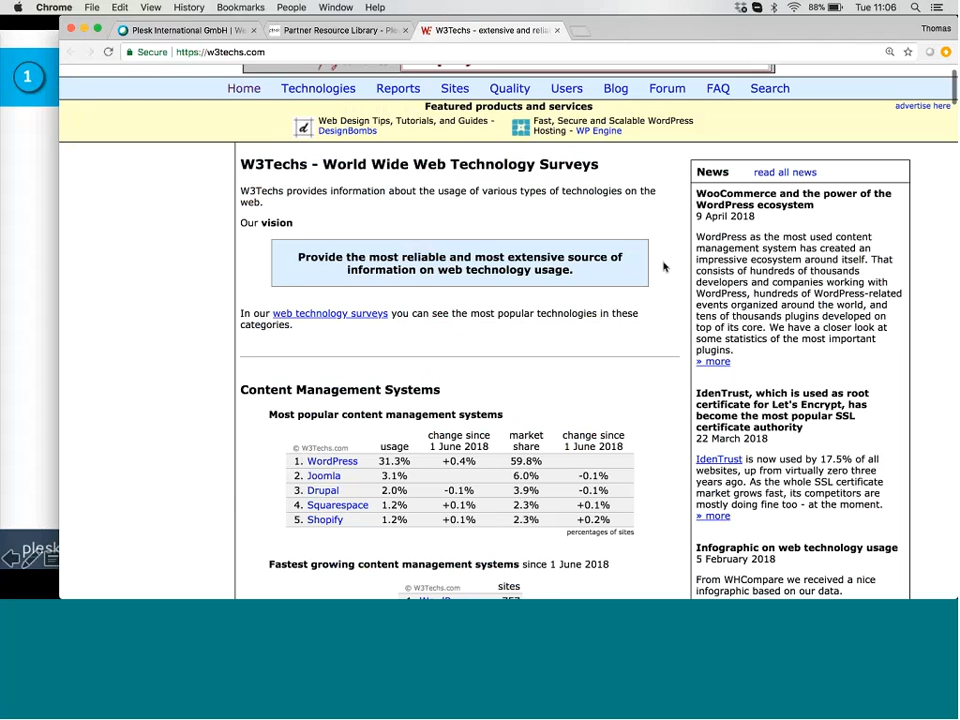 Chrome File Edit View History Bookmarks People Window Help 88% Tue 11:06
Plesk International GmbH | We × Partner Resource Library - Ple × W3Techs - extensive and relia × Thomas
Secure | https://w3techs.com
1
Home Technologies Reports Sites Quality Users Blog Forum FAQ Search
Featured products and services
advertise here
Web Design Tips, Tutorials, and Guides -
DesignBombs
Fast, Secure and Scalable WordPress
Hosting - WP Engine
W3Techs - World Wide Web Technology Surveys
W3Techs provides information about the usage of various types of technologies on the
web.
Our vision
Provide the most reliable and most extensive source of
information on web technology usage.
In our web technology surveys you can see the most popular technologies in these
categories.
Content Management Systems
Most popular content management systems
© W3Techs.com usage change since 1 June 2018 market share change since 1 June 2018
1. WordPress 31.3% +0.4% 59.8%
2. Joomla 3.1% 6.0% -0.1%
3. Drupal 2.0% -0.1% 3.9% -0.1%
4. Squarespace 1.2% +0.1% 2.3% +0.1%
5. Shopify 1.2% +0.1% 2.3% +0.2%
percentages of sites
Fastest growing content management systems since 1 June 2018
© W3Techs.com sites
News read all news
WooCommerce and the power of the
WordPress ecosystem
9 April 2018
WordPress as the most used content
management system has created an
impressive ecosystem around itself. That
consists of hundreds of thousands
developers and companies working with
WordPress, hundreds of WordPress-related
events organized around the world, and
tens of thousands plugins developed on
top of its core. We have a closer look at
some statistics of the most important
plugins.
» more
IdenTrust, which is used as root
certificate for Let's Encrypt, has
become the most popular SSL
certificate authority
22 March 2018
IdenTrust is now used by 17.5% of all
websites, up from virtually zero three
years ago. As the whole SSL certificate
market grows fast, its competitors are
mostly doing fine too - at the moment.
» more
Infographic on web technology usage
5 February 2018
From WHCompare we received a nice
infographic based on our data.
plesk